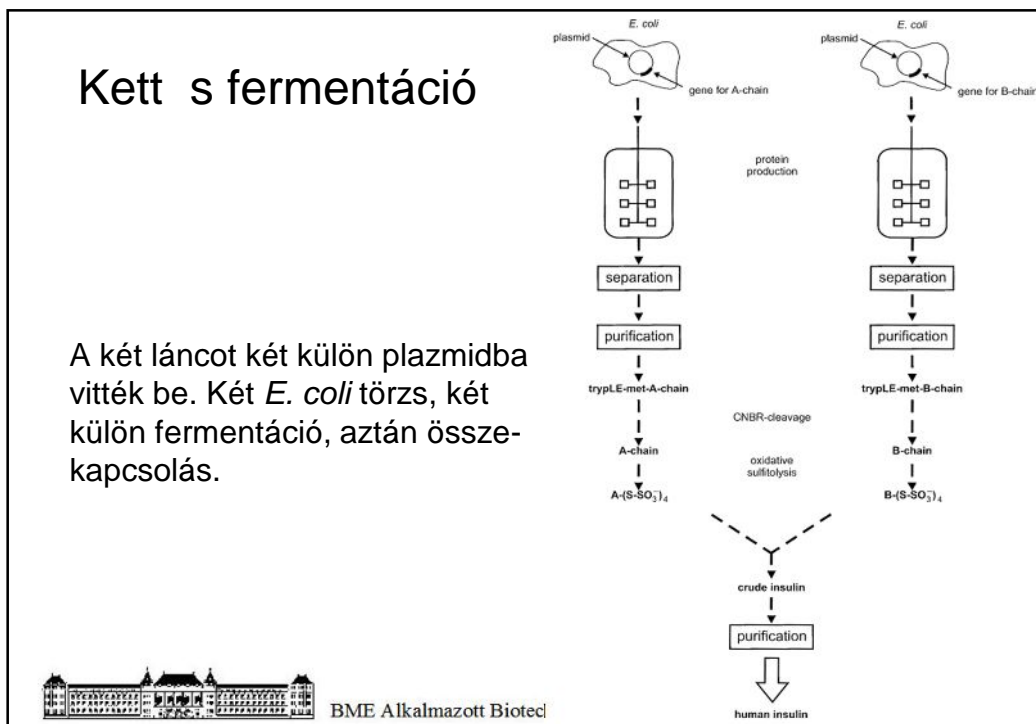 Kett s fermentáció
A két láncot két külön plazmidba
vitték be. Két E. coli törzs, két
külön fermentáció, aztán össze-
kapcsolás.
E. coli
plasmid
gene for A-chain
E. coli
plasmid
gene for B-chain
protein
production
separation
separation
purification
purification
trypLE-met-A-chain
trypLE-met-B-chain
CNBR-cleavage
A-chain
B-chain
oxidative
sulfitolysis
A-(S-SO₃⁻)₄
B-(S-SO₃⁻)₄
crude insulin
purification
human insulin
BME Alkalmazott Biotec